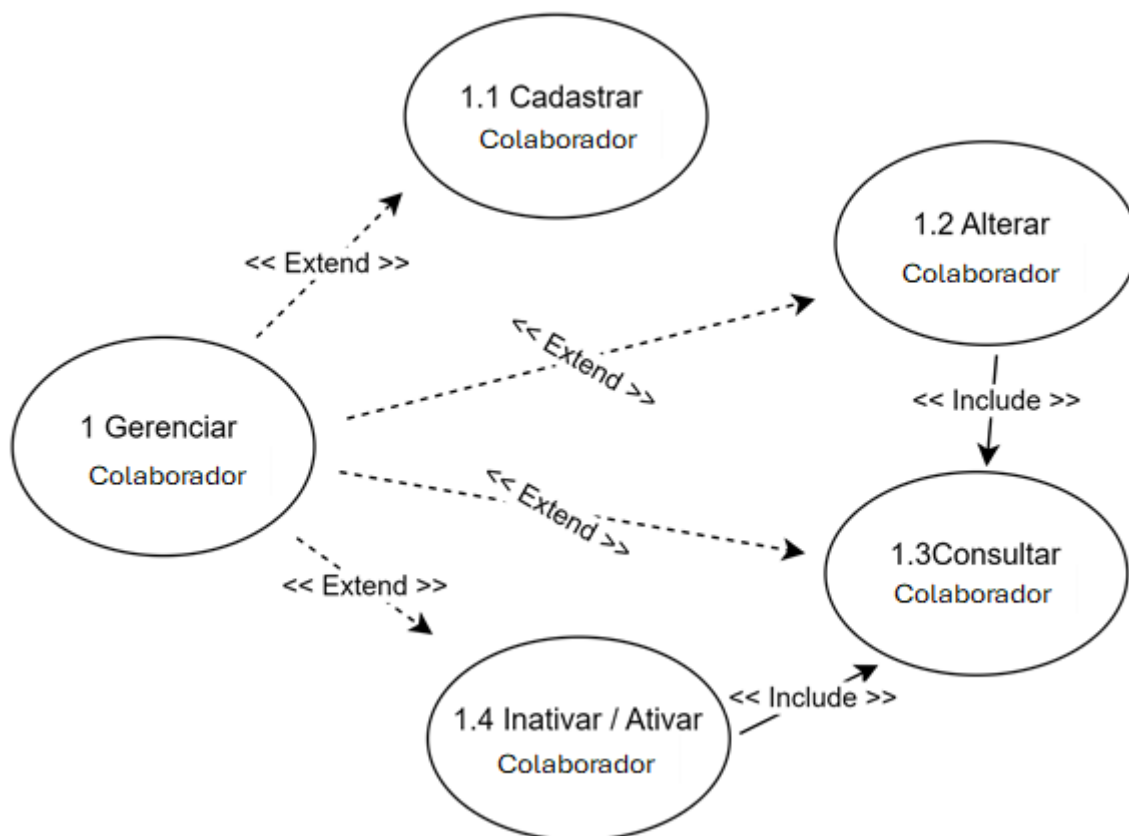 1.1 Cadastrar
Colaborador
1.2 Alterar
Colaborador
<< Extend >>
<< Extend >>
<< Include >>
1 Gerenciar
Colaborador
<< Extend >>
1.3Consultar
Colaborador
<< Extend >>
1.4 Inativar / Ativar
Colaborador
<< Include >>